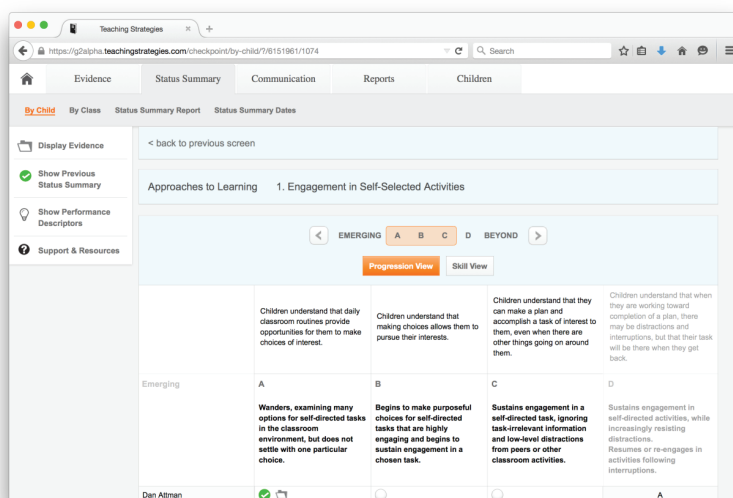 Teaching Strategies
https://g2alpha.teachingstrategies.com/checkpoint/by-child/?/6151961/1074
Search
Evidence
Status Summary
Communication
Reports
Children
By Child
By Class
Status Summary Report
Status Summary Dates
Display Evidence
Show Previous
Status Summary
Show Performance
Descriptors
Support & Resources
< back to previous screen
Approaches to Learning 1. Engagement in Self-Selected Activities
EMERGING A B C D BEYOND
Progression View
Skill View
Children understand that daily
classroom routines provide
opportunities for them to make
choices of interest.
Children understand that
making choices allows them to
pursue their interests.
Children understand that they
can make a plan and
accomplish a task of interest to
them, even when there are
other things going on around
them.
Children understand that when
they are working toward
completion of a plan, there
may be distractions and
interruptions, but that their task
will be there when they get
back.
Emerging
A
Wanders, examining many
options for self-directed tasks
in the classroom
environment, but does not
settle with one particular
choice.
B
Begins to make purposeful
choices for self-directed
tasks that are highly
engaging and begins to
sustain engagement in a
chosen task.
C
Sustains engagement in a
self-directed task, ignoring
task-irrelevant information
and low-level distractions
from peers or other
classroom activities.
D
Sustains engagement in
self-directed activities, while
increasingly resisting
distractions.
Resumes or re-engages in
activities following
interruptions.
Dan Attman
A